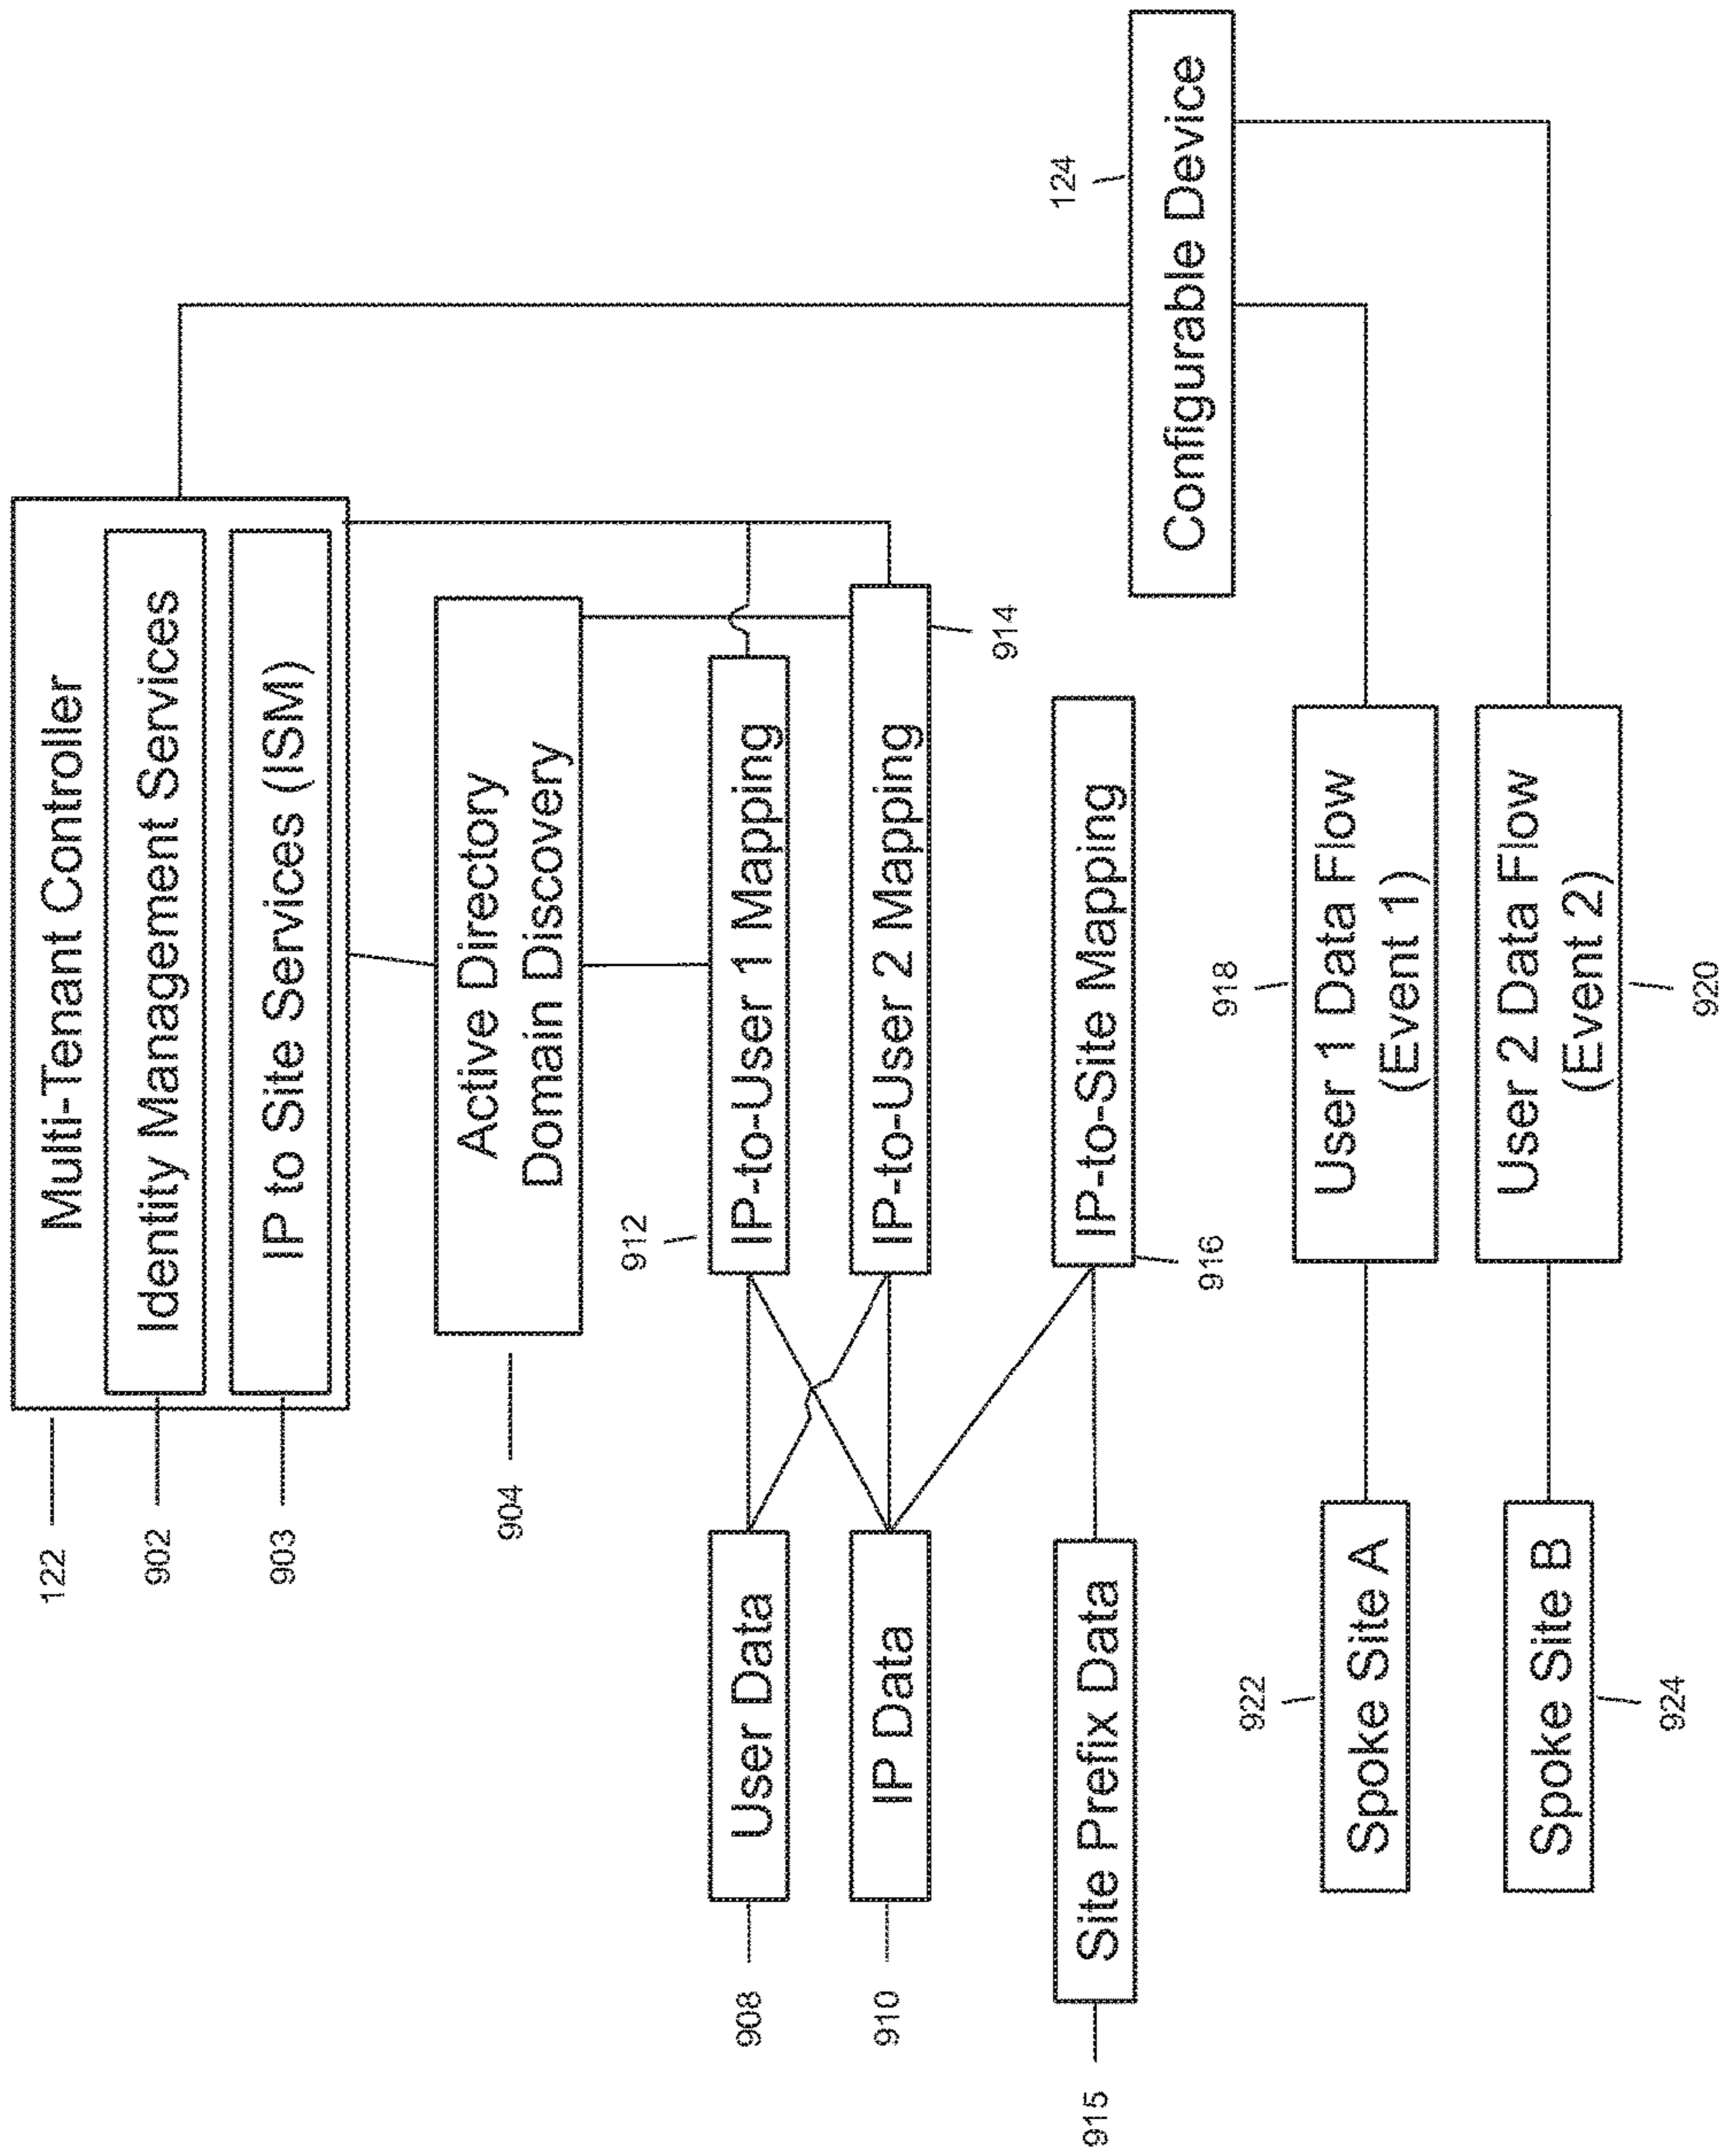 122
Multi-Tenant Controller
902
Identity Management Services
903
IP to Site Services (ISM)
904
Active Directory
Domain Discovery
908
User Data
912
IP-to-User 1 Mapping
910
IP Data
IP-to-User 2 Mapping
914
915
Site Prefix Data
IP-to-Site Mapping
916
124
Configurable Device
922
Spoke Site A
918
User 1 Data Flow
(Event 1)
Spoke Site B
924
User 2 Data Flow
(Event 2)
920